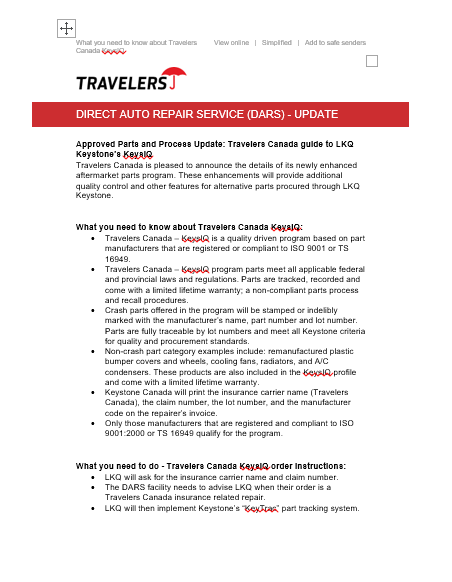 What you need to know about Travelers Canada KeysIQ.
View online | Simplified | Add to safe senders
TRAVELERS
DIRECT AUTO REPAIR SERVICE (DARS) - UPDATE
Approved Parts and Process Update: Travelers Canada guide to LKQ
Keystone's KeysIQ
Travelers Canada is pleased to announce the details of its newly enhanced
aftermarket parts program. These enhancements will provide additional
quality control and other features for alternative parts procured through LKQ
Keystone.
What you need to know about Travelers Canada KeysIQ:
• Travelers Canada – KeysIQ is a quality driven program based on part
manufacturers that are registered or compliant to ISO 9001 or TS
16949.
• Travelers Canada – KeysIQ program parts meet all applicable federal
and provincial laws and regulations. Parts are tracked, recorded and
come with a limited lifetime warranty; a non-compliant parts process
and recall procedures.
• Crash parts offered in the program will be stamped or indelibly
marked with the manufacturer's name, part number and lot number.
Parts are fully traceable by lot numbers and meet all Keystone criteria
for quality and procurement standards.
• Non-crash part category examples include: remanufactured plastic
bumper covers and wheels, cooling fans, radiators, and A/C
condensers. These products are also included in the KeysIQ profile
and come with a limited lifetime warranty.
• Keystone Canada will print the insurance carrier name (Travelers
Canada), the claim number, the lot number, and the manufacturer
code on the repairer's invoice.
• Only those manufacturers that are registered and compliant to ISO
9001:2000 or TS 16949 qualify for the program.
What you need to do - Travelers Canada KeysIQ order Instructions:
• LKQ will ask for the insurance carrier name and claim number.
• The DARS facility needs to advise LKQ when their order is a
Travelers Canada insurance related repair.
• LKQ will then implement Keystone's "KeyTrac" part tracking system.